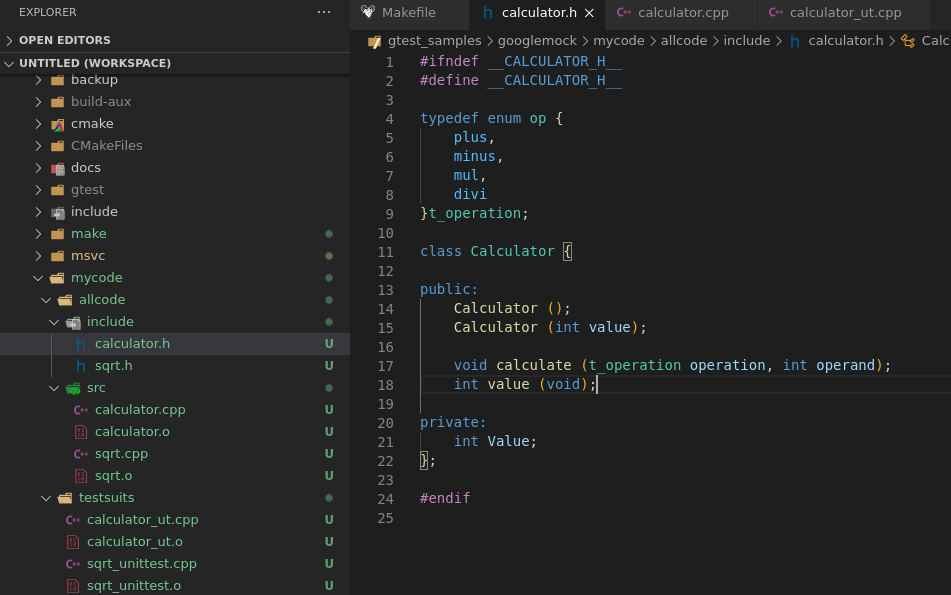 EXPLORER
OPEN EDITORS
UNTITLED (WORKSPACE)
backup
build-aux
cmake
CMakeFiles
docs
gtest
include
make
msvc
mycode
allcode
include
calculator.h U
sqrt.h U
src
calculator.cpp U
calculator.o U
sqrt.cpp U
sqrt.o U
testsuits
calculator_ut.cpp U
calculator_ut.o U
sqrt_unittest.cpp U
sqrt_unittest.o U
Makefile h calculator.h × C++ calculator.cpp C++ calculator_ut.cpp
gtest_samples > googlemock > mycode > allcode > include > h calculator.h > Calc
1 #ifndef __CALCULATOR_H__
2 #define __CALCULATOR_H__
3
4 typedef enum op {
5 plus,
6 minus,
7 mul,
8 divi
9 }t_operation;
10
11 class Calculator {
12
13 public:
14 Calculator ();
15 Calculator (int value);
16
17 void calculate (t_operation operation, int operand);
18 int value (void);
19
20 private:
21 int Value;
22 };
23
24 #endif
25